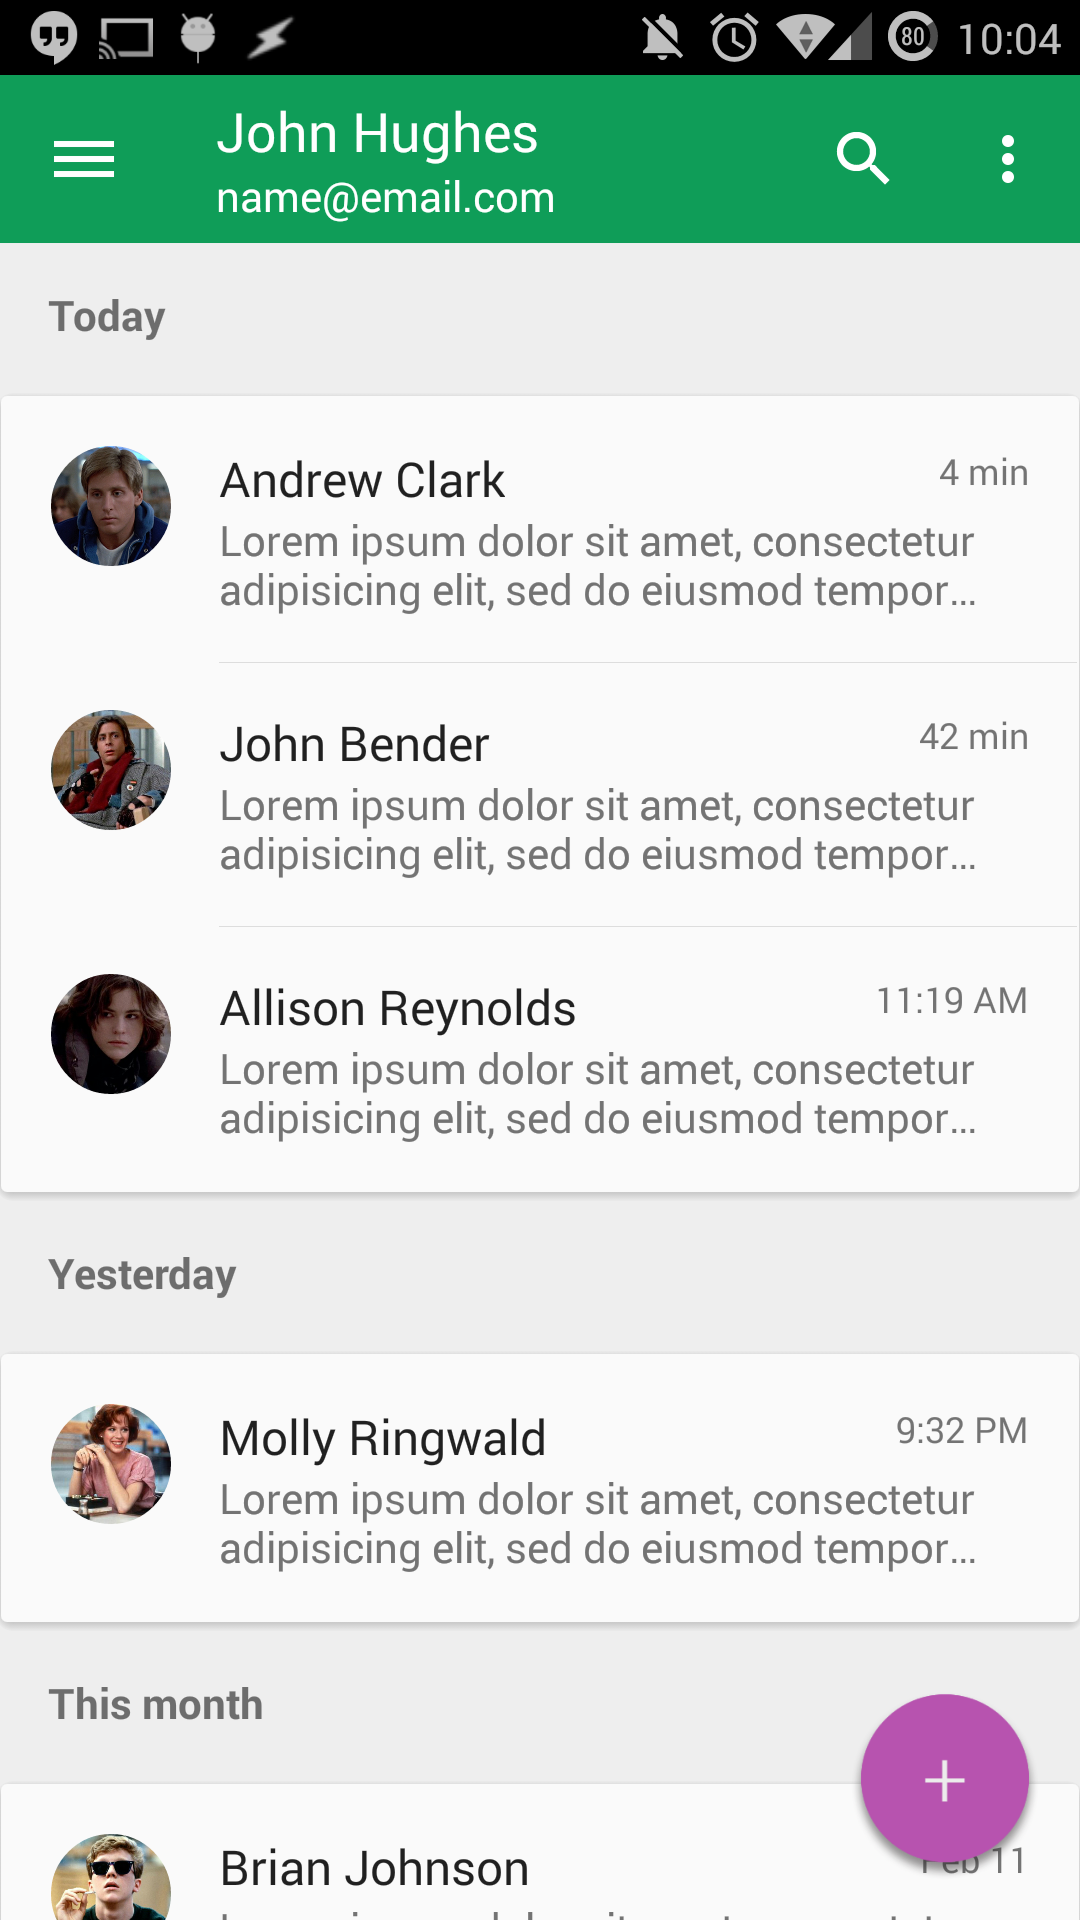 80 10:04
John Hughes
name@email.com
Today
Andrew Clark 4 min
Lorem ipsum dolor sit amet, consectetur
adipisicing elit, sed do eiusmod tempor...
John Bender 42 min
Lorem ipsum dolor sit amet, consectetur
adipisicing elit, sed do eiusmod tempor...
Allison Reynolds 11:19 AM
Lorem ipsum dolor sit amet, consectetur
adipisicing elit, sed do eiusmod tempor...
Yesterday
Molly Ringwald 9:32 PM
Lorem ipsum dolor sit amet, consectetur
adipisicing elit, sed do eiusmod tempor...
This month
Brian Johnson Feb 11